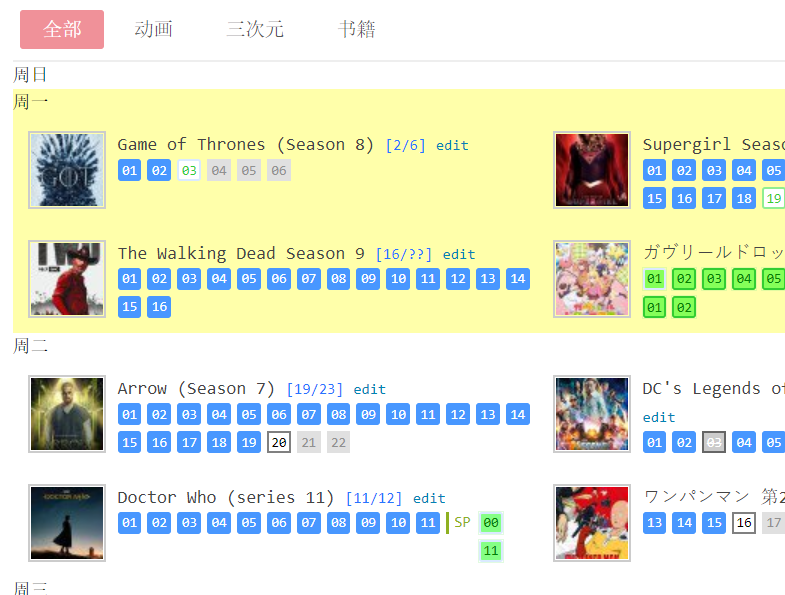 全部 动画 三次元 书籍
周日
周一
Game of Thrones (Season 8) [2/6] edit
01 02 03 04 05 06
Supergirl Seaso
01 02 03 04 05
15 16 17 18 19
The Walking Dead Season 9 [16/??] edit
01 02 03 04 05 06 07 08 09 10 11 12 13 14
15 16
ガヴリールドロッ
01 02 03 04 05
01 02
周二
Arrow (Season 7) [19/23] edit
01 02 03 04 05 06 07 08 09 10 11 12 13 14
15 16 17 18 19 20 21 22
DC's Legends of
edit
01 02 03 04 05
Doctor Who (series 11) [11/12] edit
01 02 03 04 05 06 07 08 09 10 11 SP 00
11
ワンパンマン 第2
13 14 15 16 17
周三